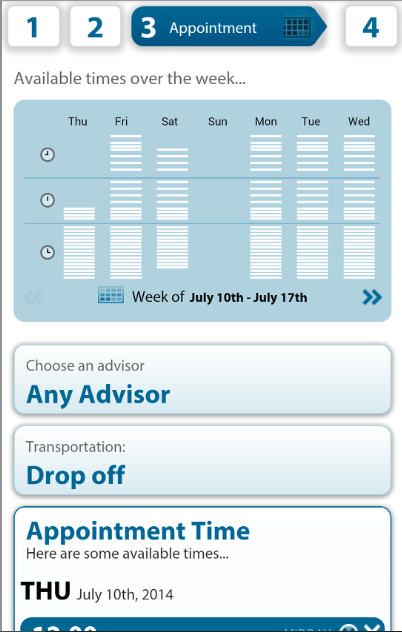 1 2 3 Appointment 4
Available times over the week...
Thu Fri Sat Sun Mon Tue Wed
Week of July 10th - July 17th
Choose an advisor
Any Advisor
Transportation:
Drop off
Appointment Time
Here are some available times...
THU July 10th, 2014